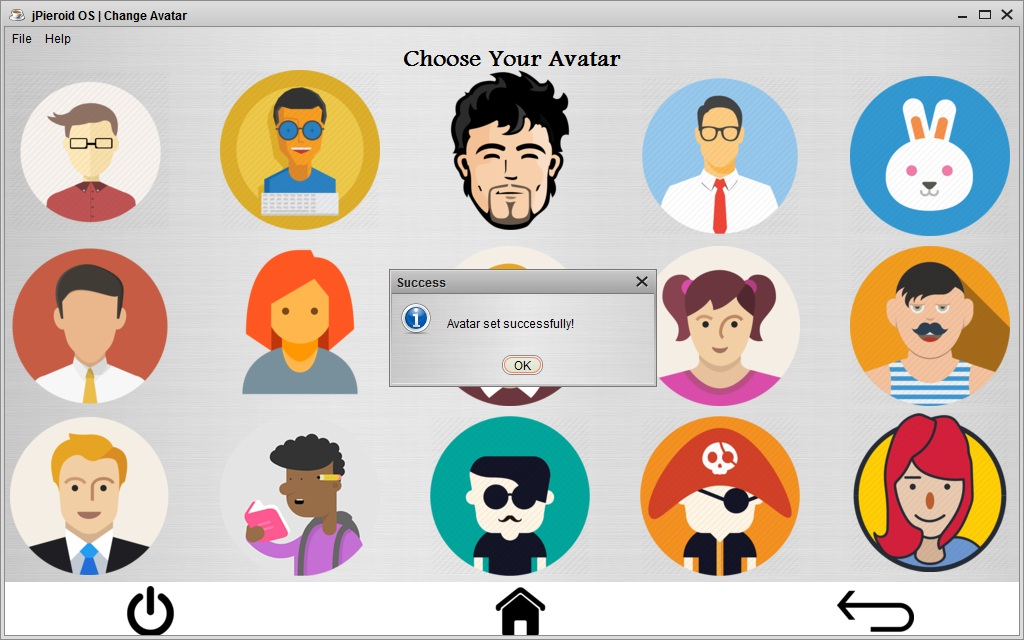 jPieroid OS | Change Avatar
File Help
Choose Your Avatar
Success
Avatar set successfully!
OK